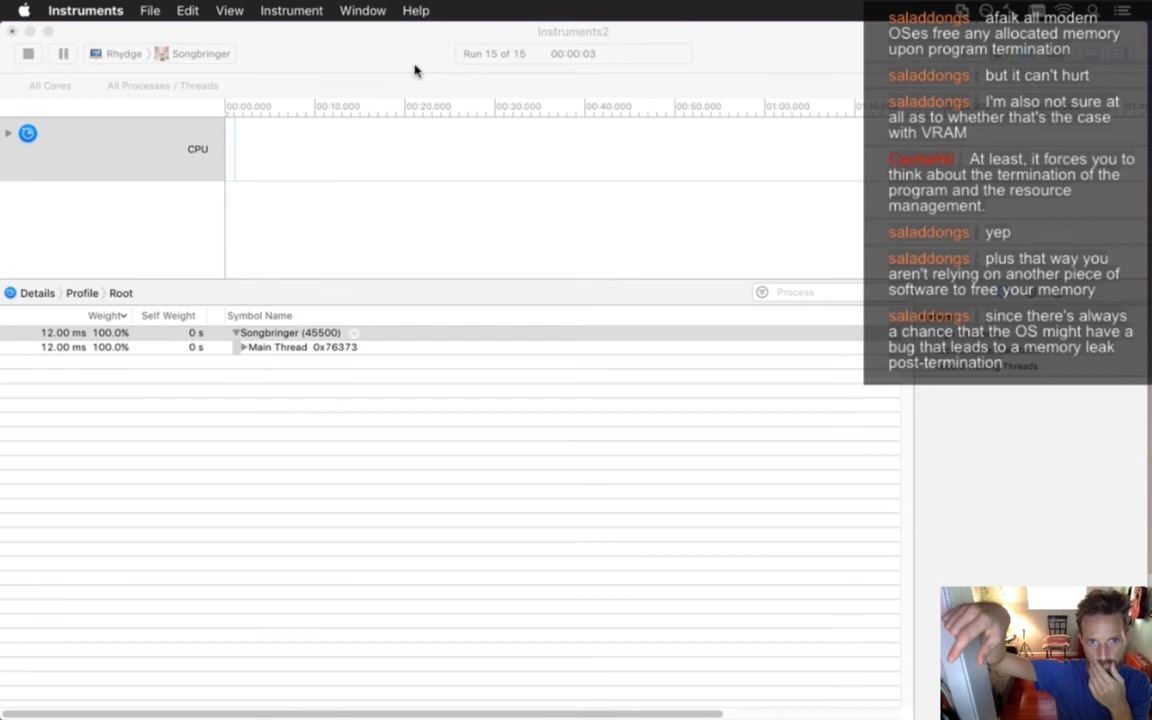 Instruments File Edit View Instrument Window Help
Instruments2
Rhydge Songbringer Run 15 of 15 00:00:03
All Cores All Processes / Threads
00:00.000 00:10.000 00:20.000 00:30.000 00:40.000 00:50.000 01:00.000
CPU
Details Profile Root Process
Weight Self Weight Symbol Name
12.00 ms 100.0% 0 s Songbringer (45500)
12.00 ms 100.0% 0 s Main Thread 0x76373
saladdongs afaik all modern
OSes free any allocated memory
upon program termination
saladdongs but it can't hurt
saladdongs I'm also not sure at
all as to whether that's the case
with VRAM
CacheHit At least, it forces you to
think about the termination of the
program and the resource
management.
saladdongs yep
saladdongs plus that way you
aren't relying on another piece of
software to free your memory
saladdongs since there's always
a chance that the OS might have a
bug that leads to a memory leak
post-termination
Threads